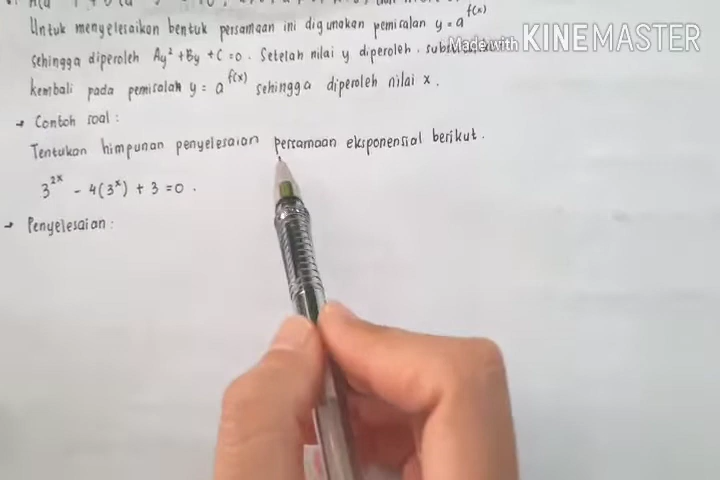 Untuk menyelesaikan bentuk persamaan ini digunakan pemisalan y = a^f(x)
sehingga diperoleh Ay² + By + C = 0. Setelah nilai y diperoleh,
Made with KINEMASTER
kembali pada pemisalan y = a^f(x) sehingga diperoleh nilai x.
→ Contoh soal :
Tentukan himpunan penyelesaian persamaan eksponensial berikut.
3^2x - 4(3^x) + 3 = 0.
→ Penyelesaian :